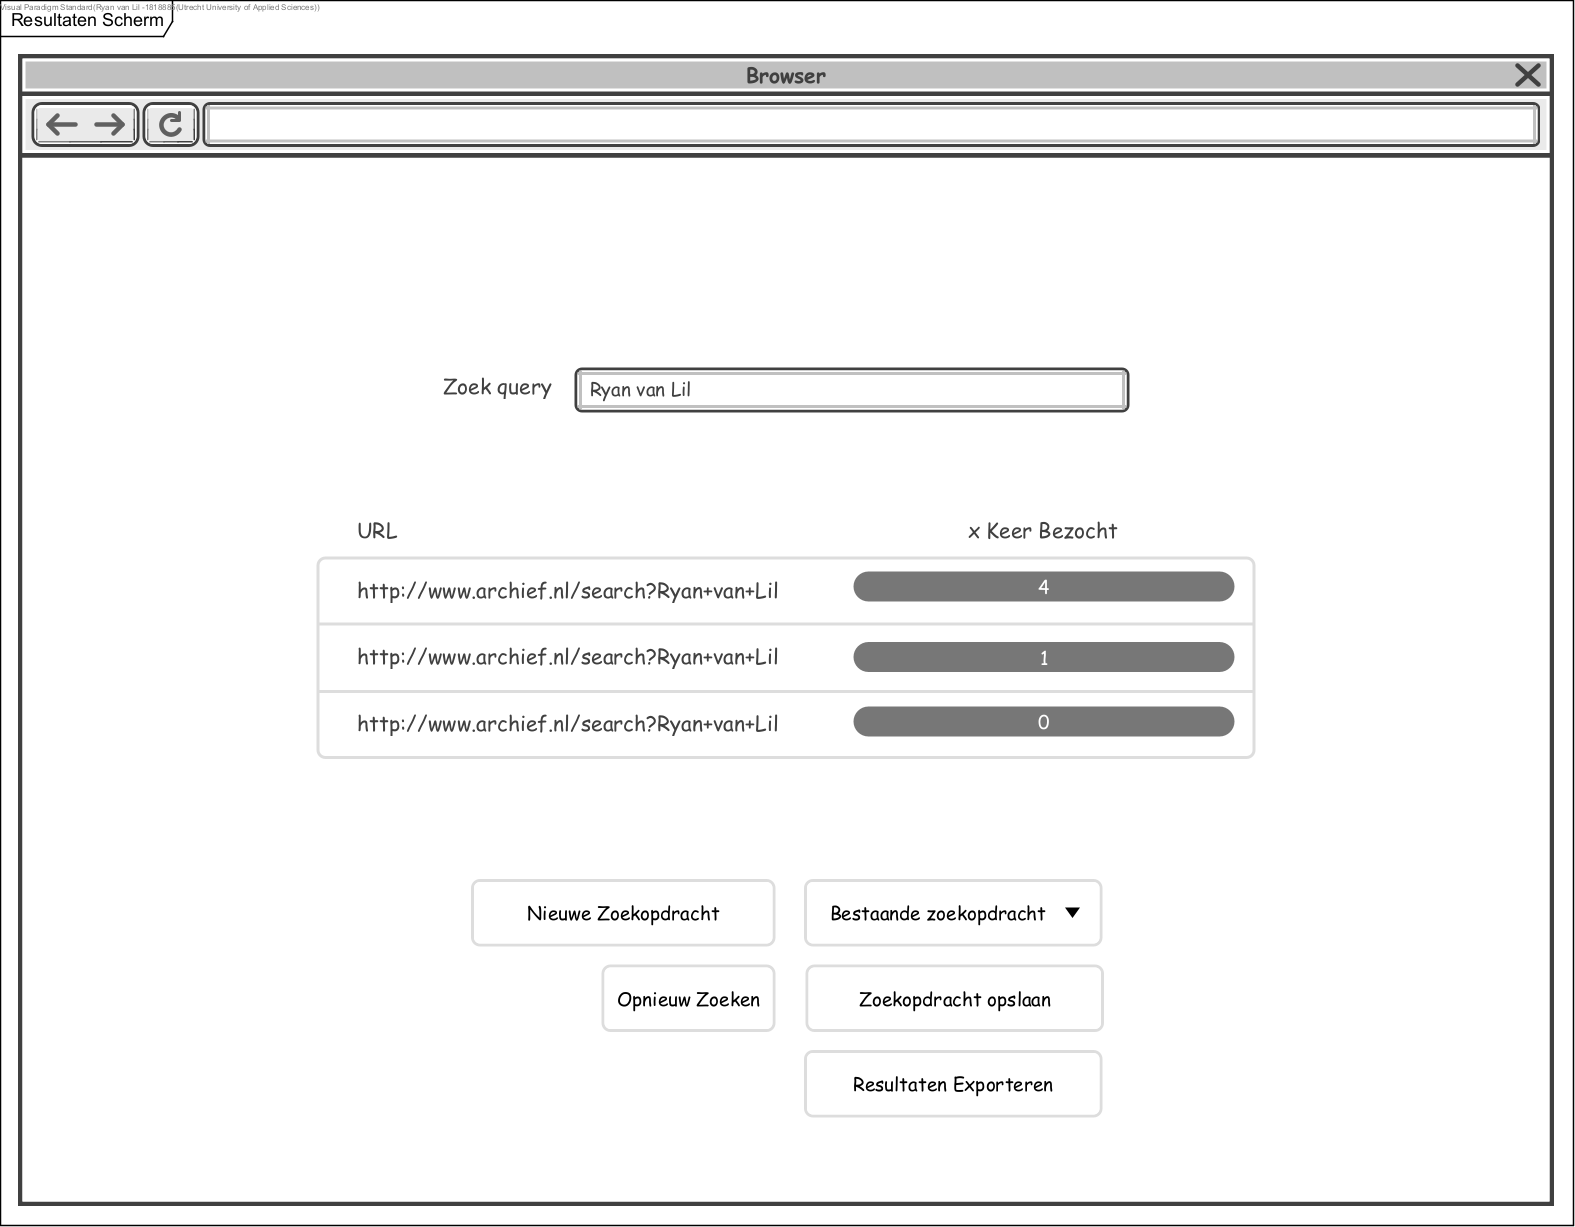 Visual Paradigm Standard(Ryan van Lil -1818885(Utrecht University of Applied Sciences))
Resultaten Scherm
Browser
Zoek query Ryan van Lil
URL x Keer Bezocht
http://www.archief.nl/search?Ryan+van+Lil 4
http://www.archief.nl/search?Ryan+van+Lil 1
http://www.archief.nl/search?Ryan+van+Lil 0
Nieuwe Zoekopdracht Bestaande zoekopdracht
Opnieuw Zoeken Zoekopdracht opslaan
Resultaten Exporteren